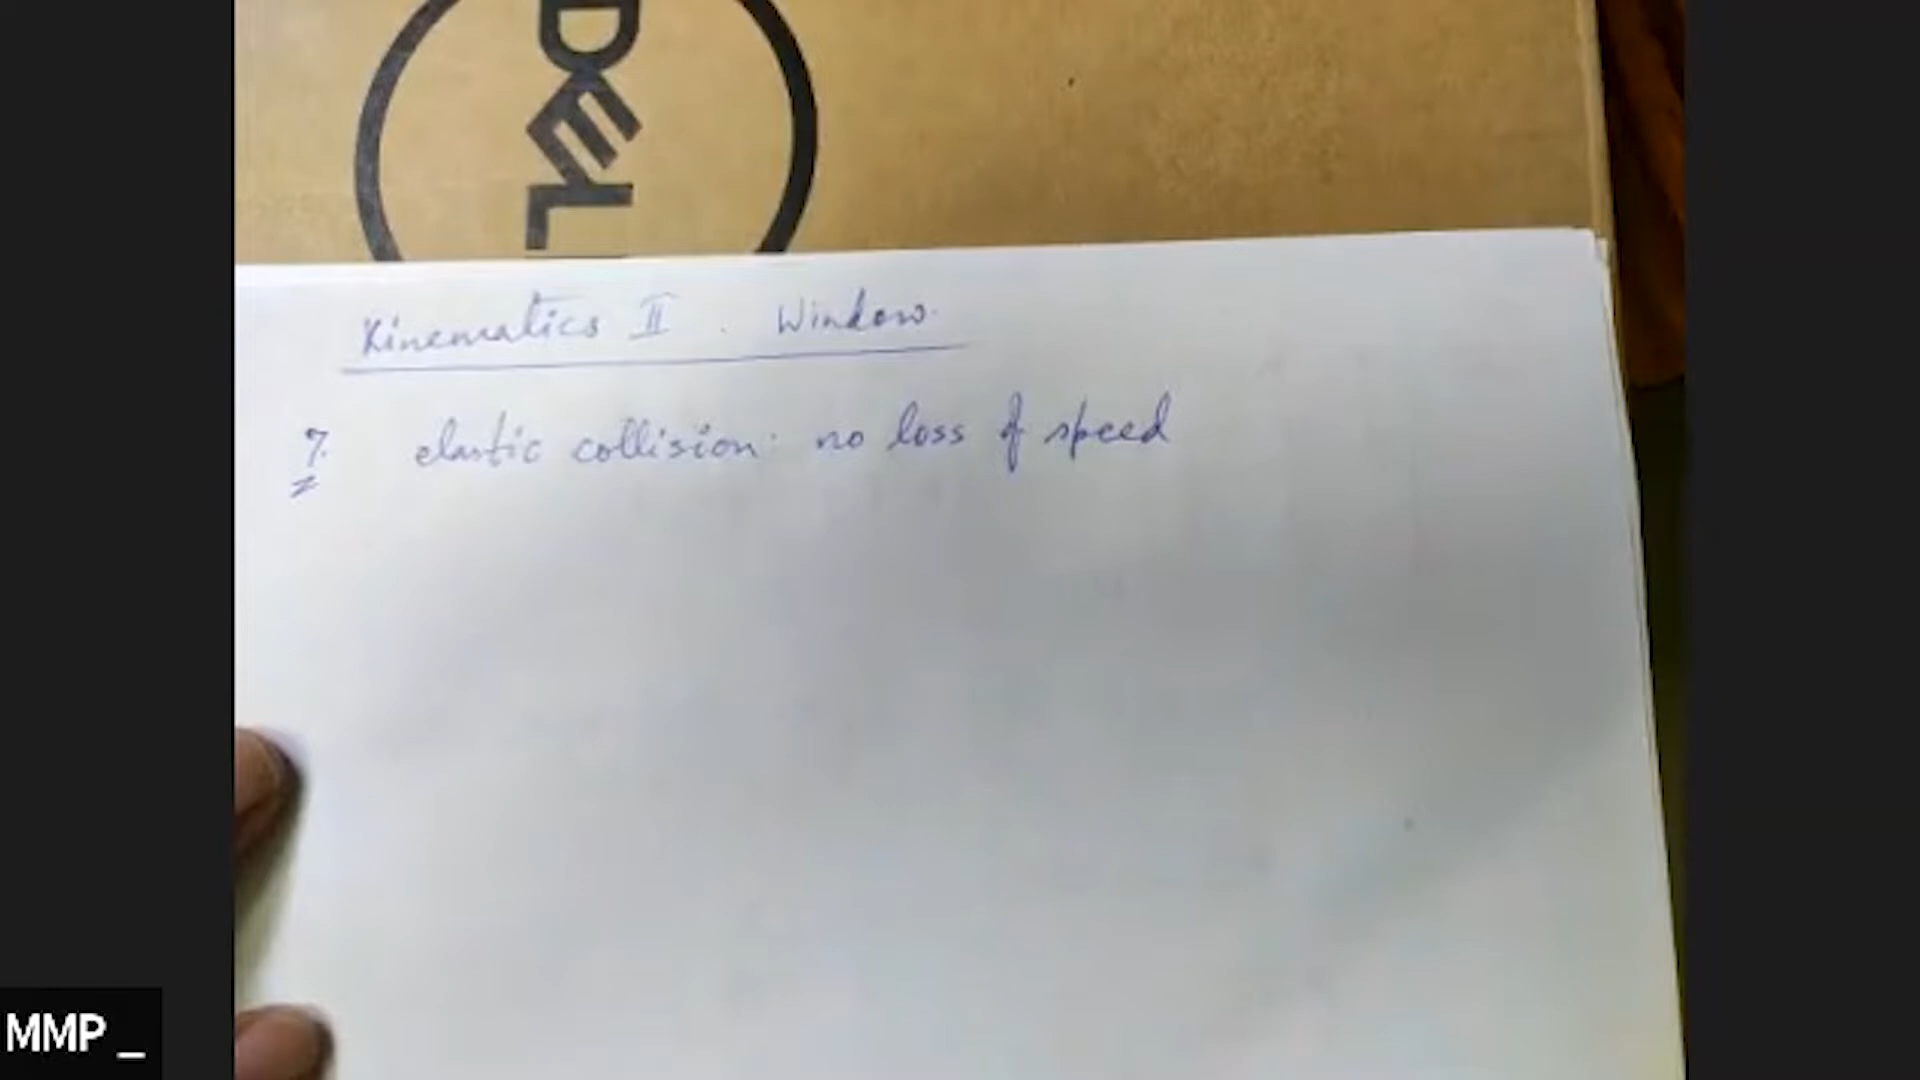 DELL
Kinematics II . Window.
7. elastic collision: no loss of speed
MMP _